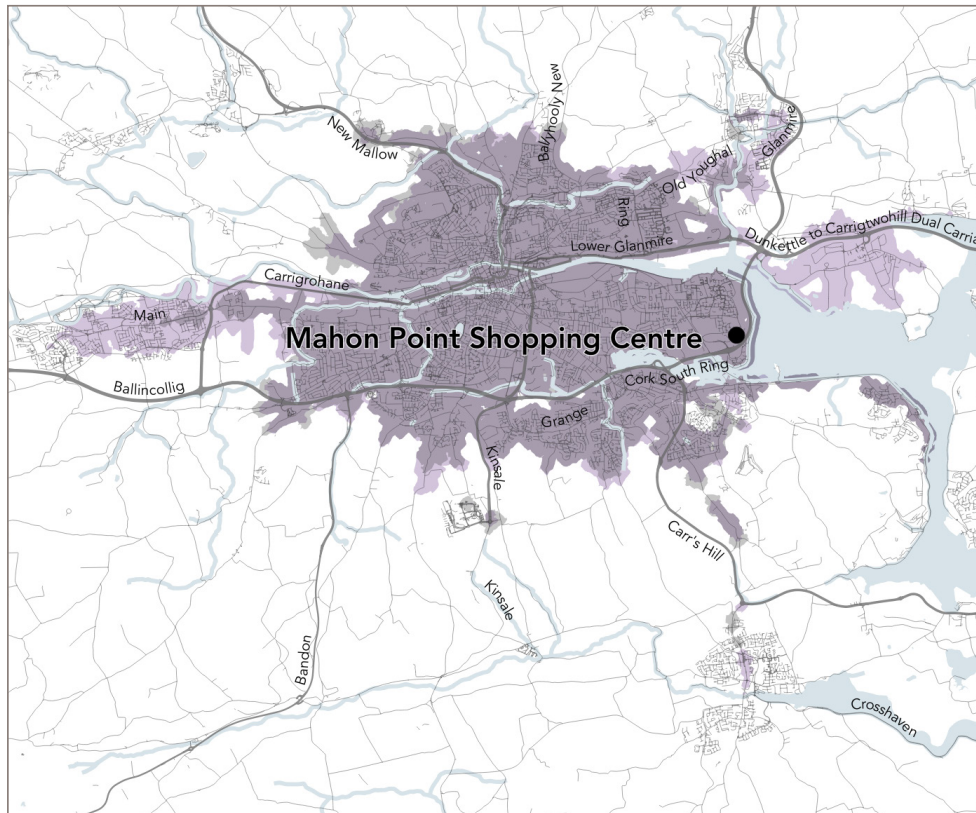 Ballyhooly New
New Mallow
Glanmire
Old Youghal
Ring
Lower Glanmire
Dunkettle to Carrigtwohill Dual Carria
Carrigrohane
Main
Mahon Point Shopping Centre
Cork South Ring
Ballincollig
Grange
Kinsale
Carr's Hill
Kinsale
Bandon
Crosshaven